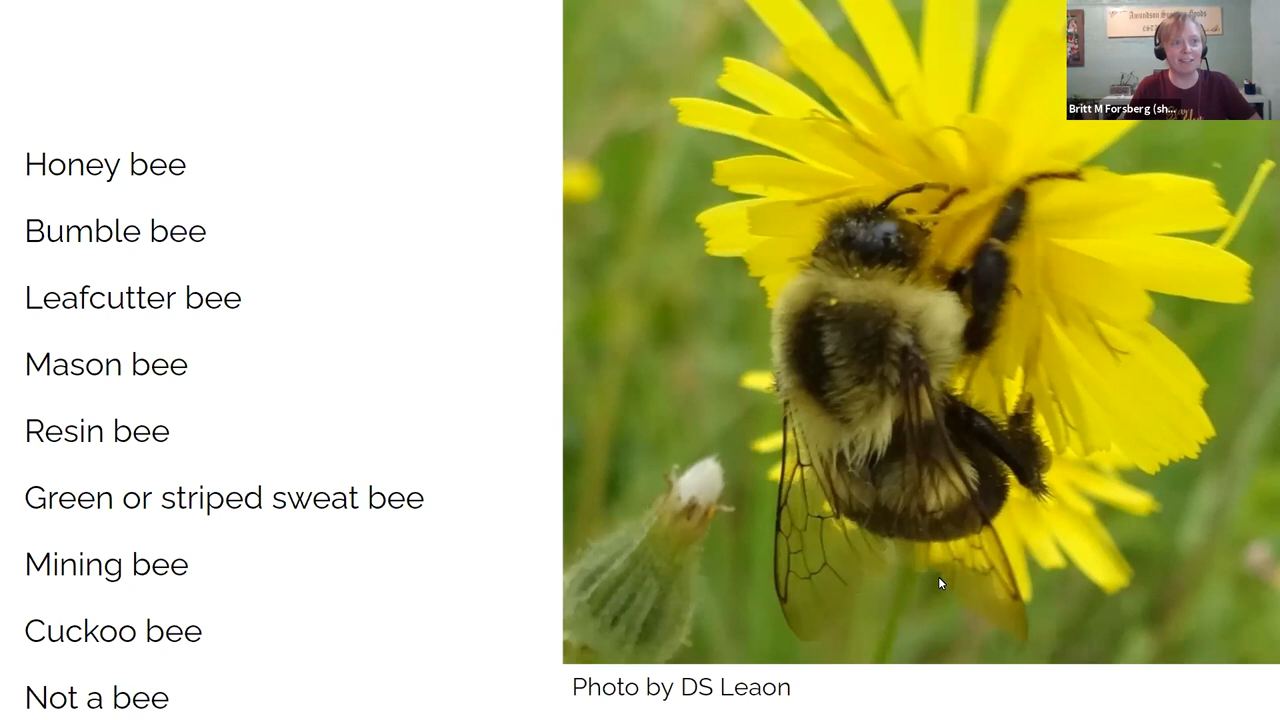 Honey bee
Bumble bee
Leafcutter bee
Mason bee
Resin bee
Green or striped sweat bee
Mining bee
Cuckoo bee
Not a bee
Photo by DS Leaon
Britt M Forsberg (sh...